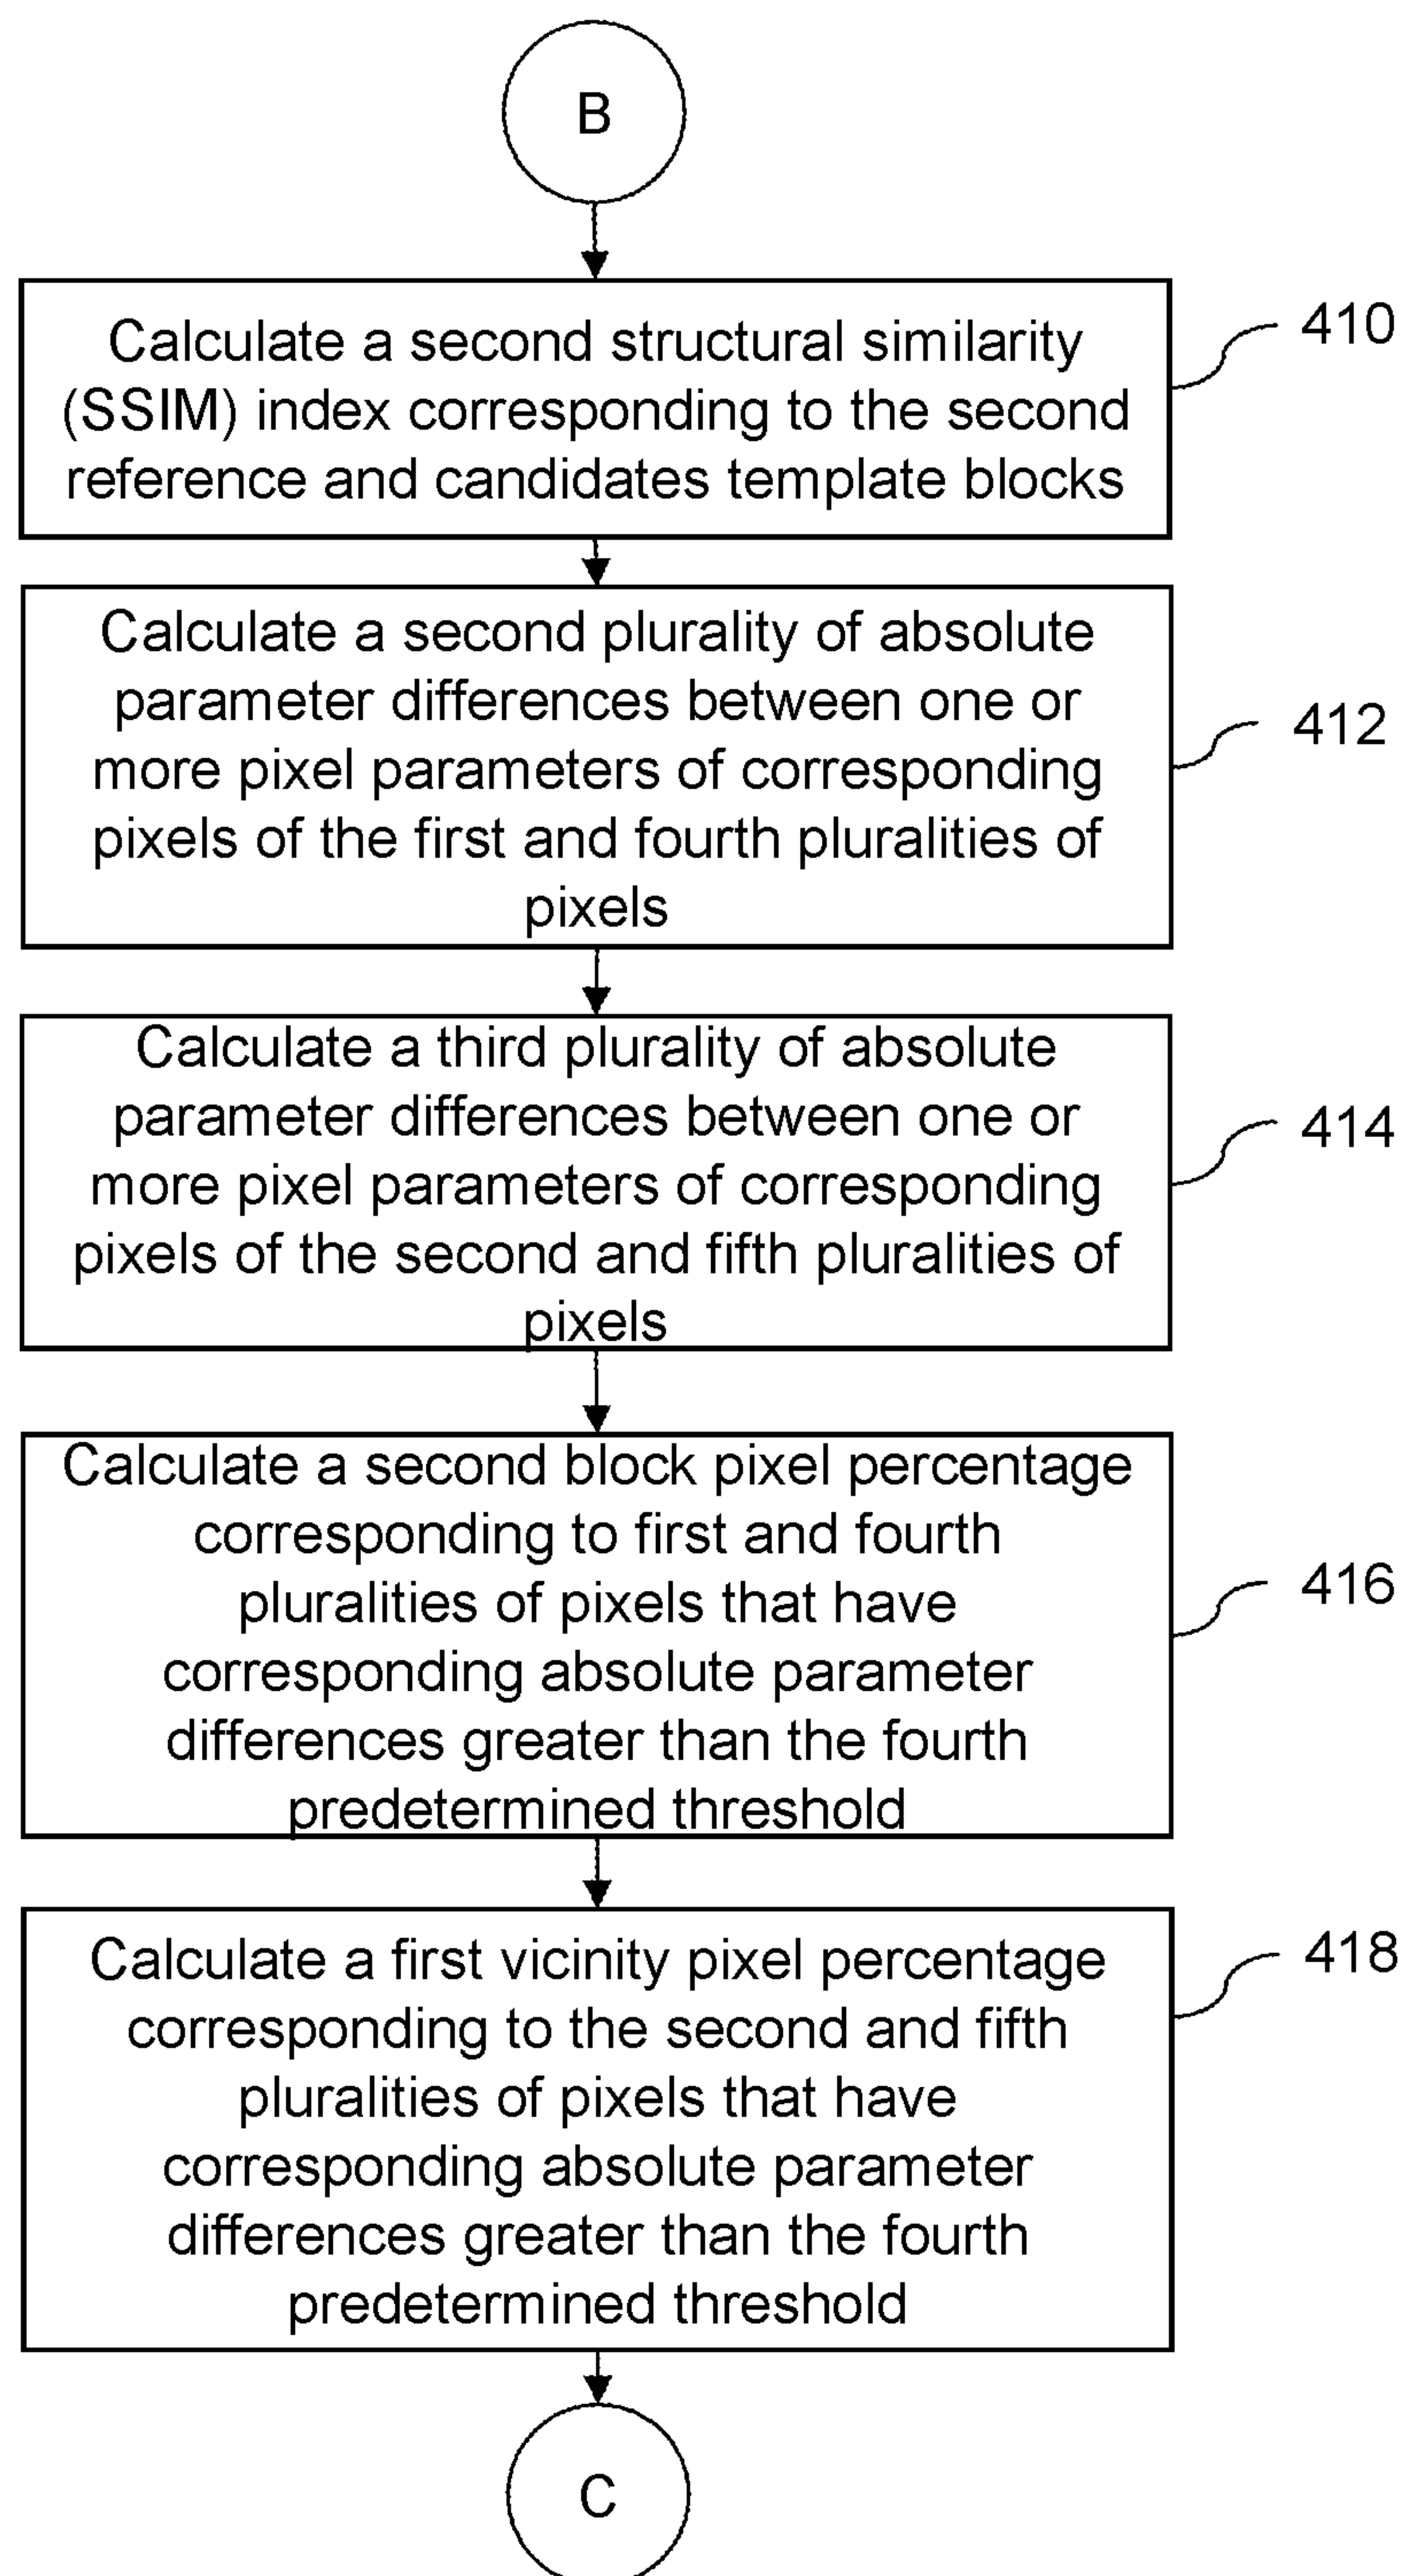 B
Calculate a second structural similarity
(SSIM) index corresponding to the second
reference and candidates template blocks
410
Calculate a second plurality of absolute
parameter differences between one or
more pixel parameters of corresponding
pixels of the first and fourth pluralities of
pixels
412
Calculate a third plurality of absolute
parameter differences between one or
more pixel parameters of corresponding
pixels of the second and fifth pluralities of
pixels
414
Calculate a second block pixel percentage
corresponding to first and fourth
pluralities of pixels that have
corresponding absolute parameter
differences greater than the fourth
predetermined threshold
416
Calculate a first vicinity pixel percentage
corresponding to the second and fifth
pluralities of pixels that have
corresponding absolute parameter
differences greater than the fourth
predetermined threshold
418
C